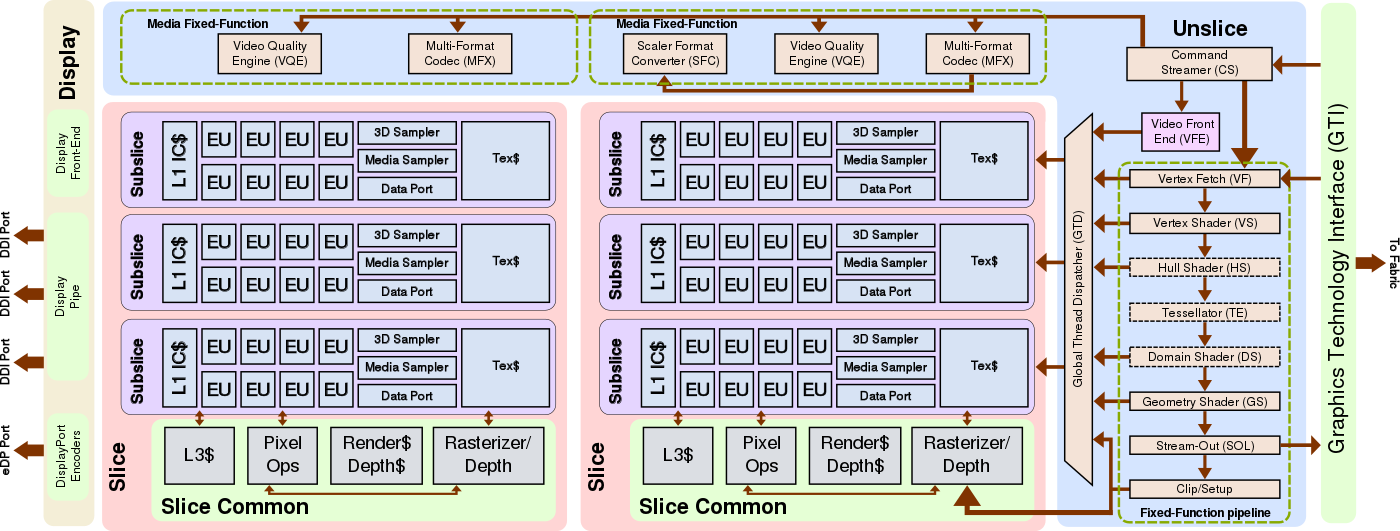 Display
Display
Front-End
Display
Pipe
DisplayPort
Encoders
DDI Port
DDI Port
DDI Port
eDP Port
Media Fixed-Function
Video Quality
Engine (VQE)
Multi-Format
Codec (MFX)
Media Fixed-Function
Scaler Format
Converter (SFC)
Video Quality
Engine (VQE)
Multi-Format
Codec (MFX)
Unslice
Command
Streamer (CS)
Video Front
End (VFE)
Vertex Fetch (VF)
Vertex Shader (VS)
Hull Shader (HS)
Tessellator (TE)
Domain Shader (DS)
Geometry Shader (GS)
Stream-Out (SOL)
Clip/Setup
Fixed-Function pipeline
Global Thread Dispatcher (GTD)
Graphics Technology Interface (GTI)
To Fabric
Slice
Subslice
L1 IC$
EU EU EU EU
EU EU EU EU
3D Sampler
Media Sampler
Data Port
Tex$
Subslice
L1 IC$
EU EU EU EU
EU EU EU EU
3D Sampler
Media Sampler
Data Port
Tex$
Subslice
L1 IC$
EU EU EU EU
EU EU EU EU
3D Sampler
Media Sampler
Data Port
Tex$
L3$
Pixel
Ops
Render$
Depth$
Rasterizer/
Depth
Slice Common
Slice
Subslice
L1 IC$
EU EU EU EU
EU EU EU EU
3D Sampler
Media Sampler
Data Port
Tex$
Subslice
L1 IC$
EU EU EU EU
EU EU EU EU
3D Sampler
Media Sampler
Data Port
Tex$
Subslice
L1 IC$
EU EU EU EU
EU EU EU EU
3D Sampler
Media Sampler
Data Port
Tex$
L3$
Pixel
Ops
Render$
Depth$
Rasterizer/
Depth
Slice Common